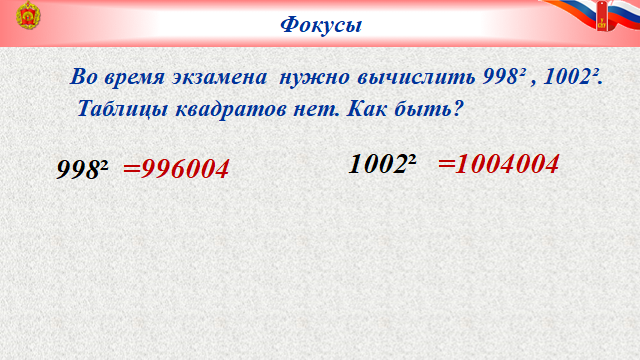 Фокусы
Во время экзамена нужно вычислить 998² , 1002².
Таблицы квадратов нет. Как быть?
998² =996004
1002² =1004004